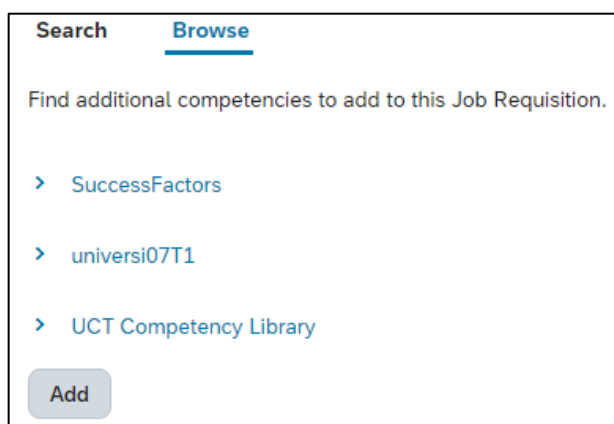 Search Browse
Find additional competencies to add to this Job Requisition.
SuccessFactors
universi07T1
UCT Competency Library
Add